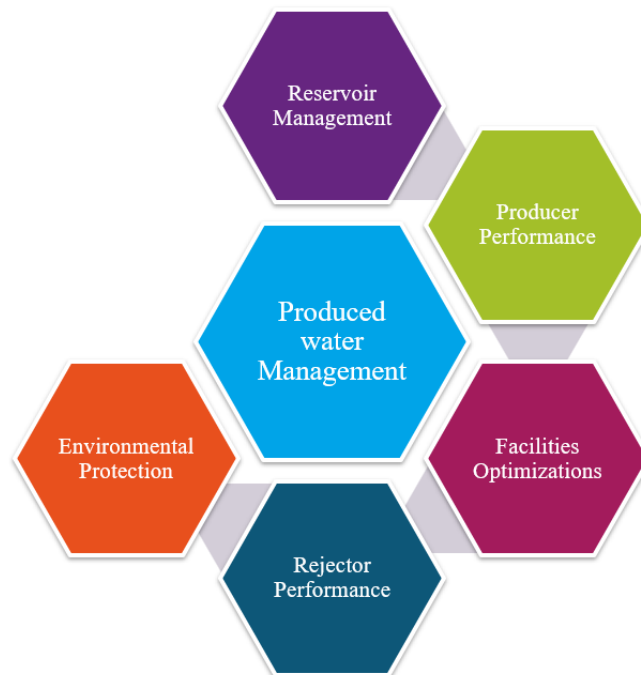 Reservoir
Management
Producer
Performance
Produced
water
Management
Environmental
Protection
Facilities
Optimizations
Rejector
Performance